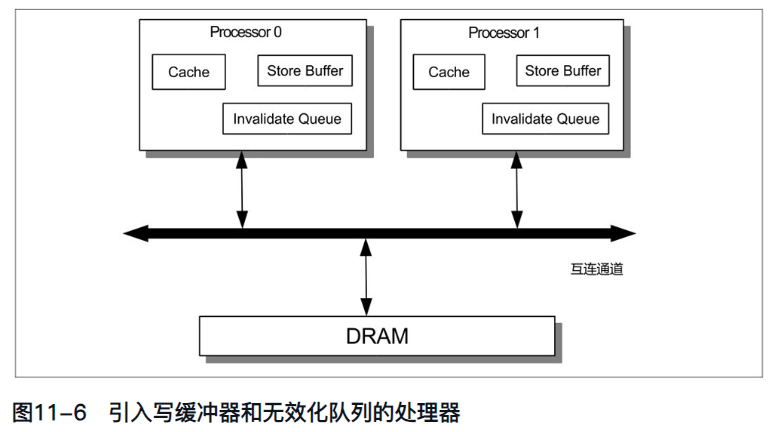 Processor 0
Processor 1
Cache
Store Buffer
Invalidate Queue
Cache
Store Buffer
Invalidate Queue
互连通道
DRAM
图11-6 引入写缓冲器和无效化队列的处理器